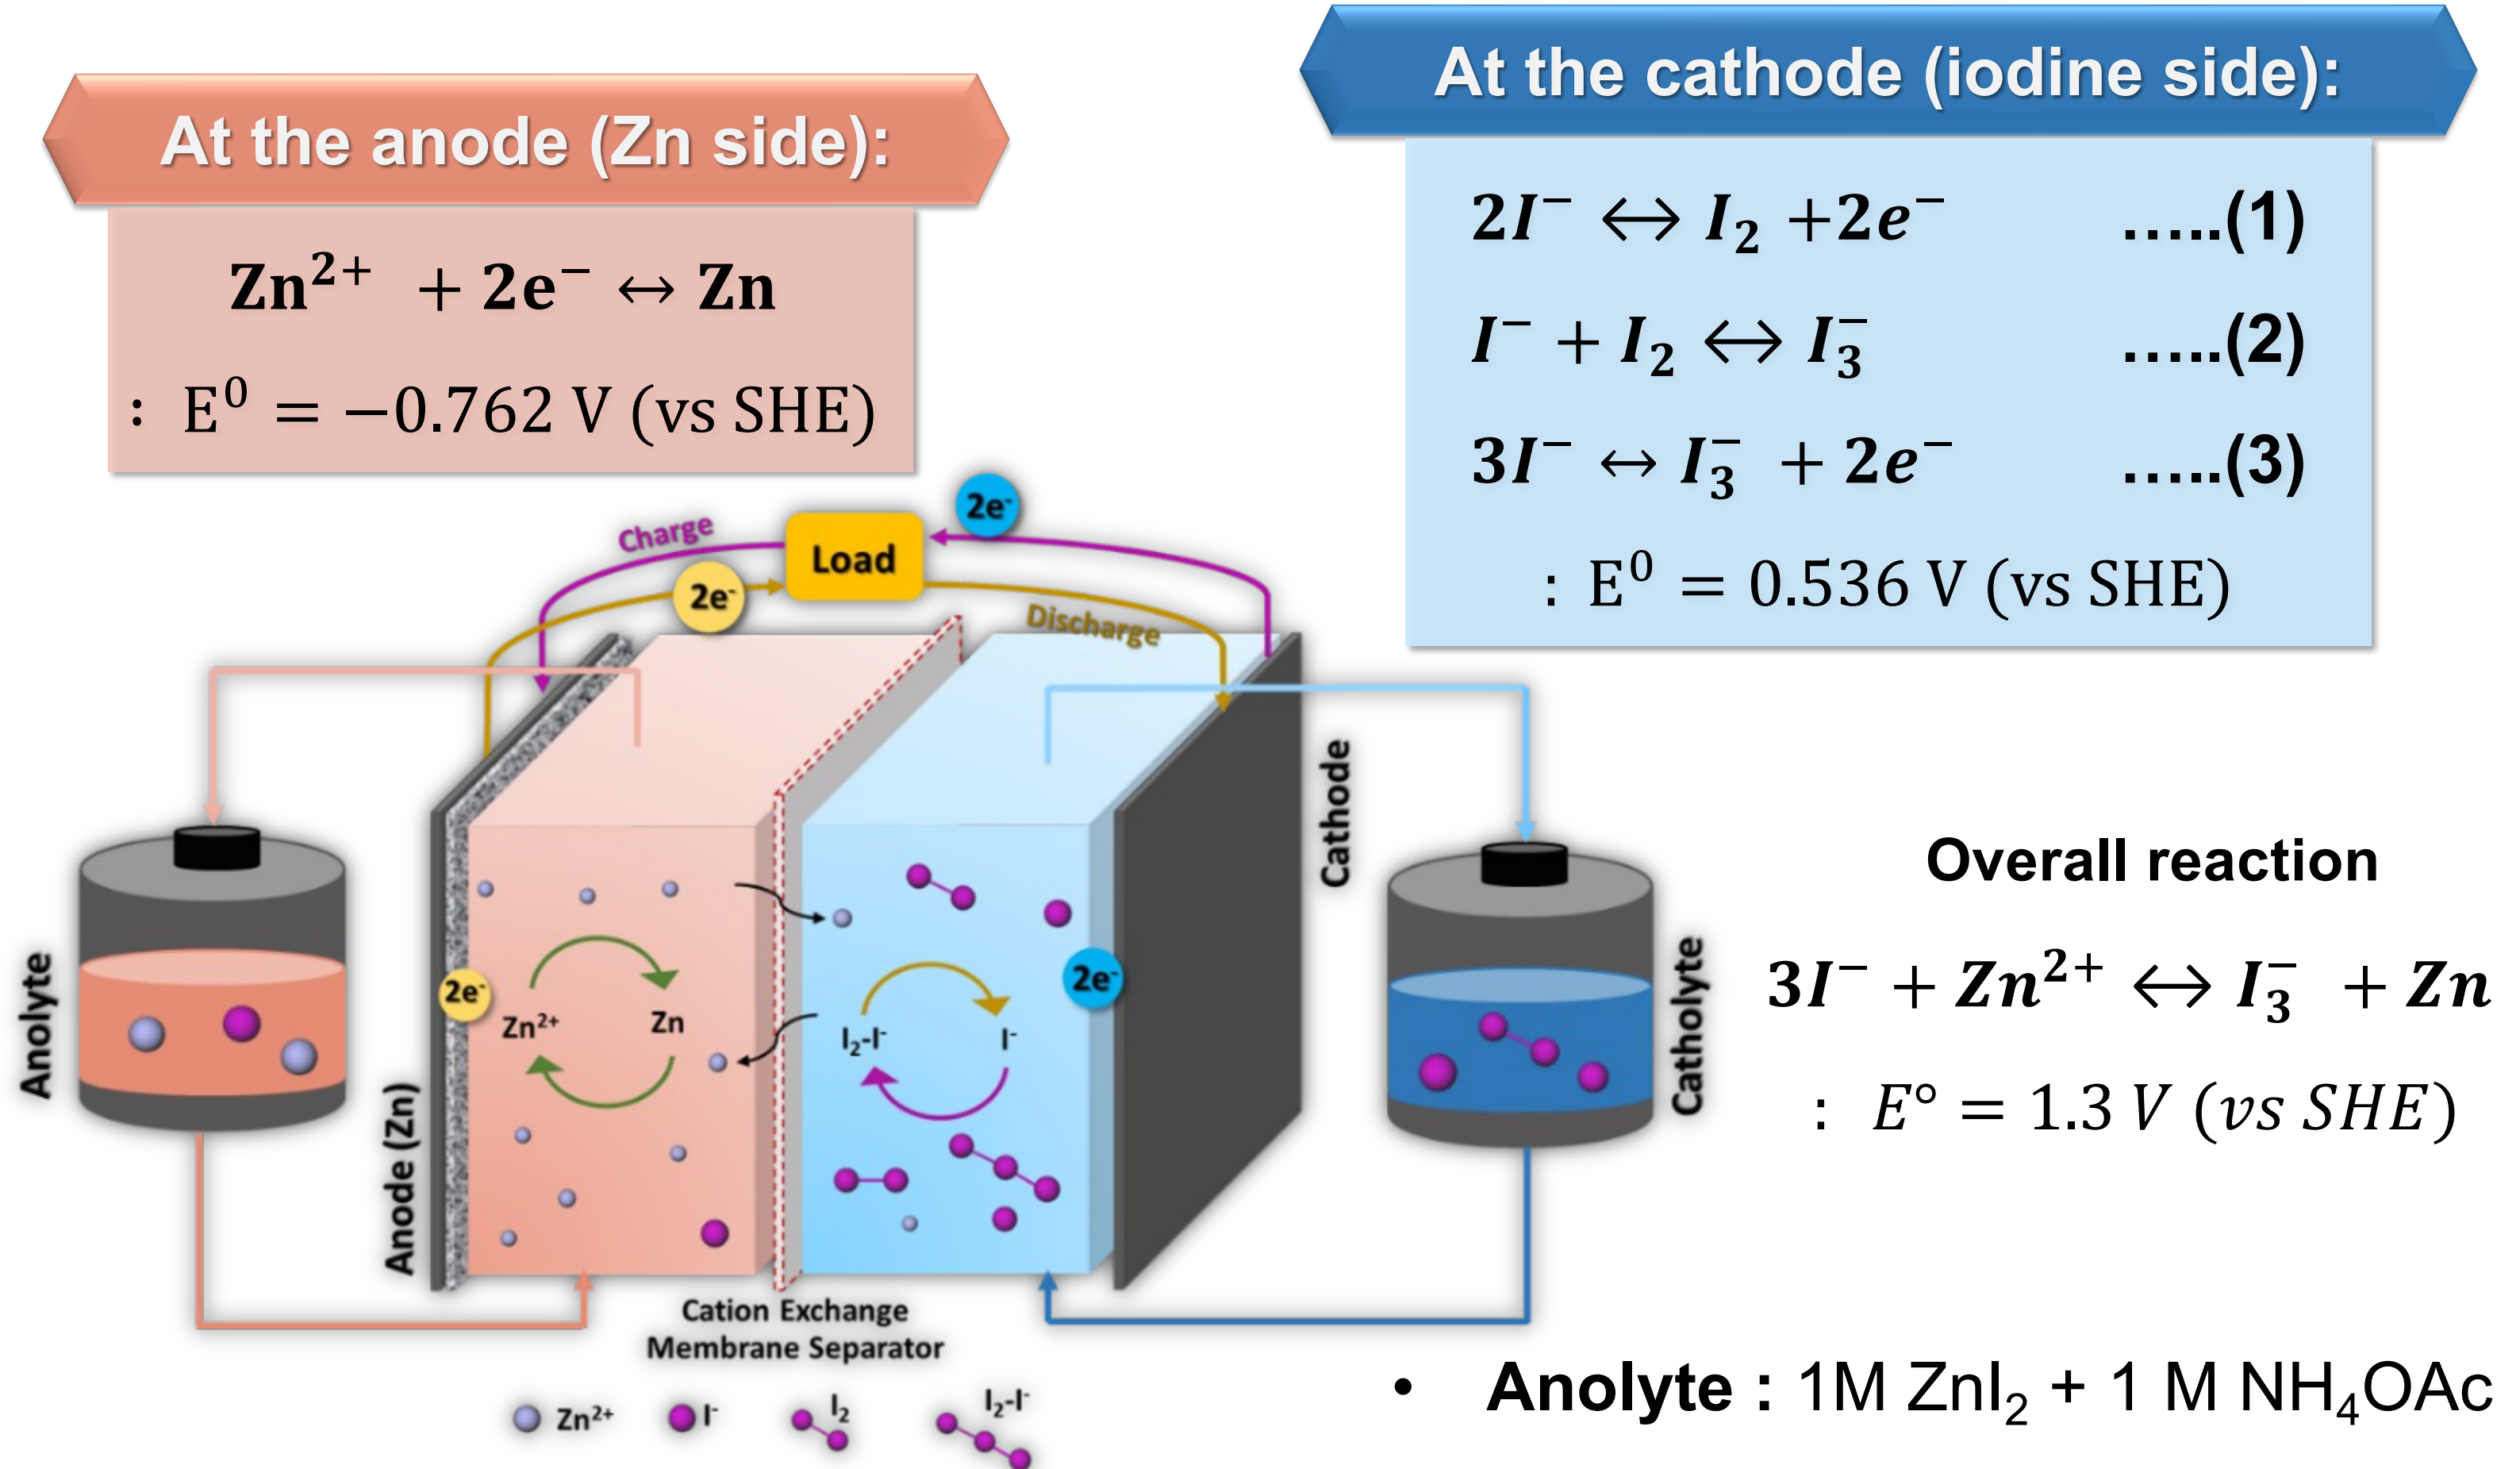 At the anode (Zn side):
Zn²⁺ + 2e⁻ ↔ Zn
: E⁰ = −0.762 V (vs SHE)
At the cathode (iodine side):
2I⁻ ↔ I₂ +2e⁻ .....(1)
I⁻ + I₂ ↔ I₃⁻ .....(2)
3I⁻ ↔ I₃⁻ + 2e⁻ .....(3)
: E⁰ = 0.536 V (vs SHE)
Charge
Load
2e⁻
2e⁻
Discharge
Anolyte
Anode (Zn)
2e⁻
Zn²⁺
Zn
I₂-I⁻
I⁻
2e⁻
Cathode
Catholyte
Cation Exchange
Membrane Separator
Zn²⁺
I⁻
I₂
I₂-I⁻
Overall reaction
3I⁻ + Zn²⁺ ↔ I₃⁻ + Zn
: E° = 1.3 V (vs SHE)
• Anolyte : 1M ZnI₂ + 1 M NH₄OAc